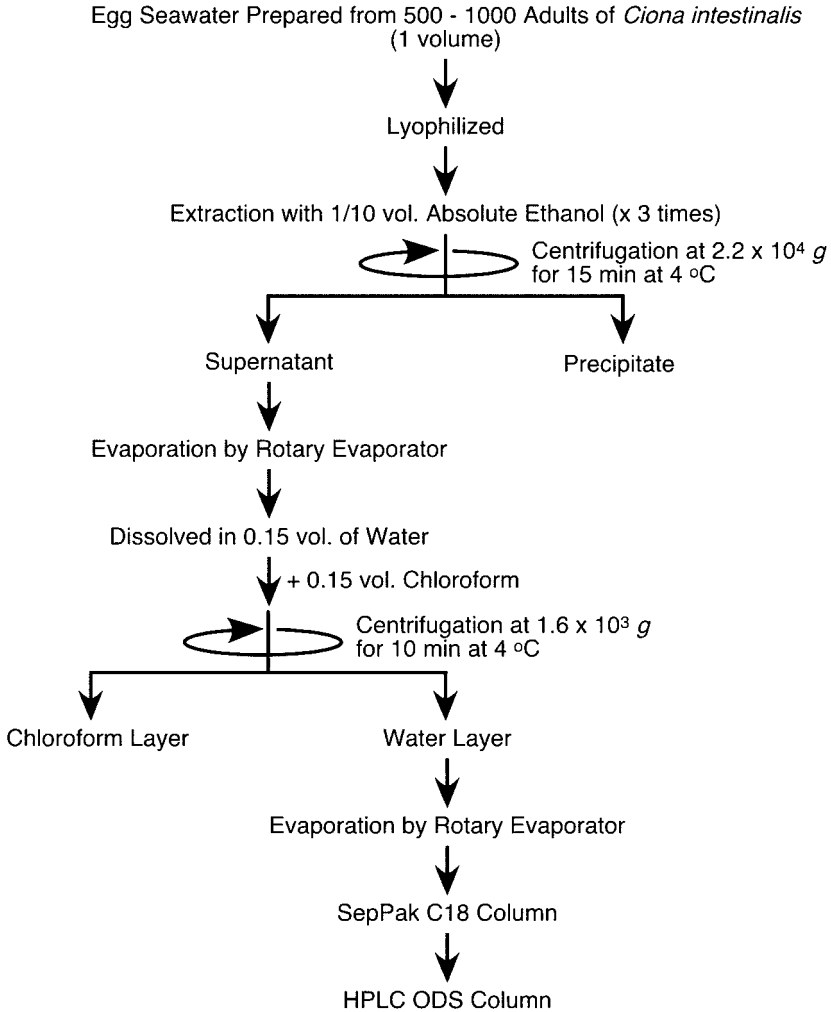 Egg Seawater Prepared from 500 - 1000 Adults of Ciona intestinalis
(1 volume)
Lyophilized
Extraction with 1/10 vol. Absolute Ethanol (x 3 times)
Centrifugation at 2.2 x 10⁴ g
for 15 min at 4 ºC
Supernatant
Precipitate
Evaporation by Rotary Evaporator
Dissolved in 0.15 vol. of Water
+ 0.15 vol. Chloroform
Centrifugation at 1.6 x 10³ g
for 10 min at 4 ºC
Chloroform Layer
Water Layer
Evaporation by Rotary Evaporator
SepPak C18 Column
HPLC ODS Column